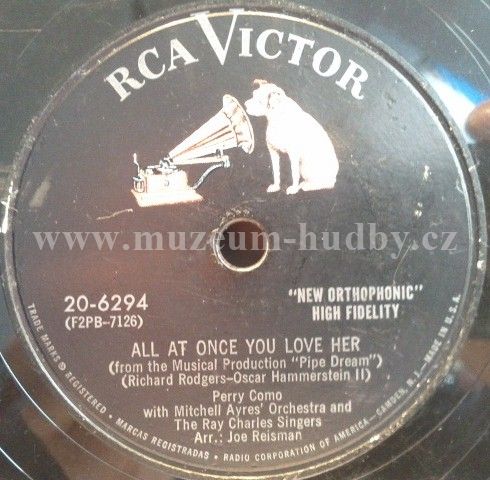 RCA VICTOR
www.muzeum-hudby.cz
20-6294
(F2PB-7126)
"NEW ORTHOPHONIC"
HIGH FIDELITY
ALL AT ONCE YOU LOVE HER
(from the Musical Production "Pipe Dream")
(Richard Rodgers-Oscar Hammerstein II)
Perry Como
with Mitchell Ayres' Orchestra and
The Ray Charles Singers
Arr.: Joe Reisman
TRADE MARKS ® REGISTERED • MARCAS REGISTRADAS • RADIO CORPORATION OF AMERICA-CAMDEN, N. J.-MADE IN U.S.A.